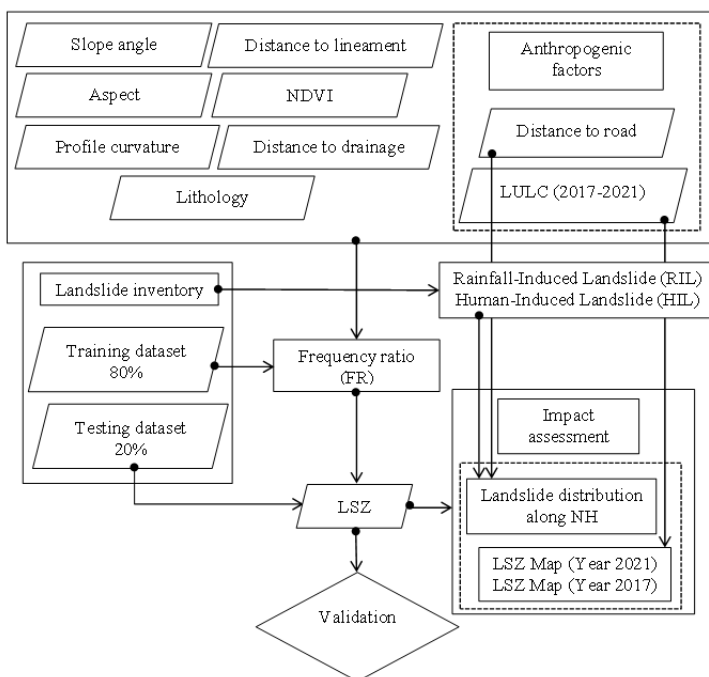 Slope angle
Distance to lineament
Aspect
NDVI
Profile curvature
Distance to drainage
Lithology
Anthropogenic
factors
Distance to road
LULC (2017-2021)
Landslide inventory
Rainfall-Induced Landslide (RIL)
Human-Induced Landslide (HIL)
Training dataset
80%
Frequency ratio
(FR)
Testing dataset
20%
Impact
assessment
LSZ
Landslide distribution
along NH
LSZ Map (Year 2021)
LSZ Map (Year 2017)
Validation